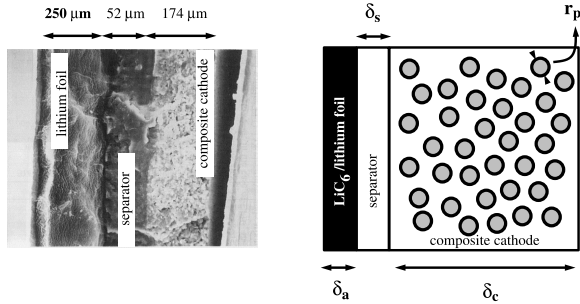 250 µm 52 µm 174 µm
lithium foil
separator
composite cathode
δs
rp
LiC6/lithium foil
separator
composite cathode
δa
δc